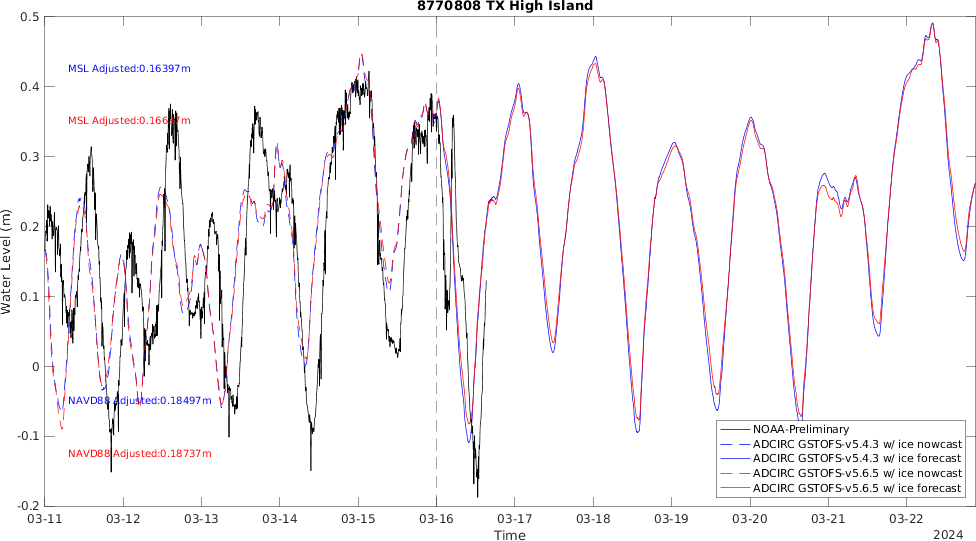 8770808 TX High Island
0.5
0.4
0.3
0.2
0.1
0
-0.1
-0.2
Water Level (m)
MSL Adjusted:0.16397m
MSL
NAVD88 Adjusted:0.18497m
NAVD88 Adjusted:0.18737m
NOAA-Preliminary
ADCIRC GSTOFS-v5.4.3 w/ ice nowcast
ADCIRC GSTOFS-v5.4.3 w/ ice forecast
ADCIRC GSTOFS-v5.6.5 w/ ice nowcast
ADCIRC GSTOFS-v5.6.5 w/ ice forecast
03-11 03-12 03-13 03-14 03-15 03-16 03-17 03-18 03-19 03-20 03-21 03-22
Time
2024